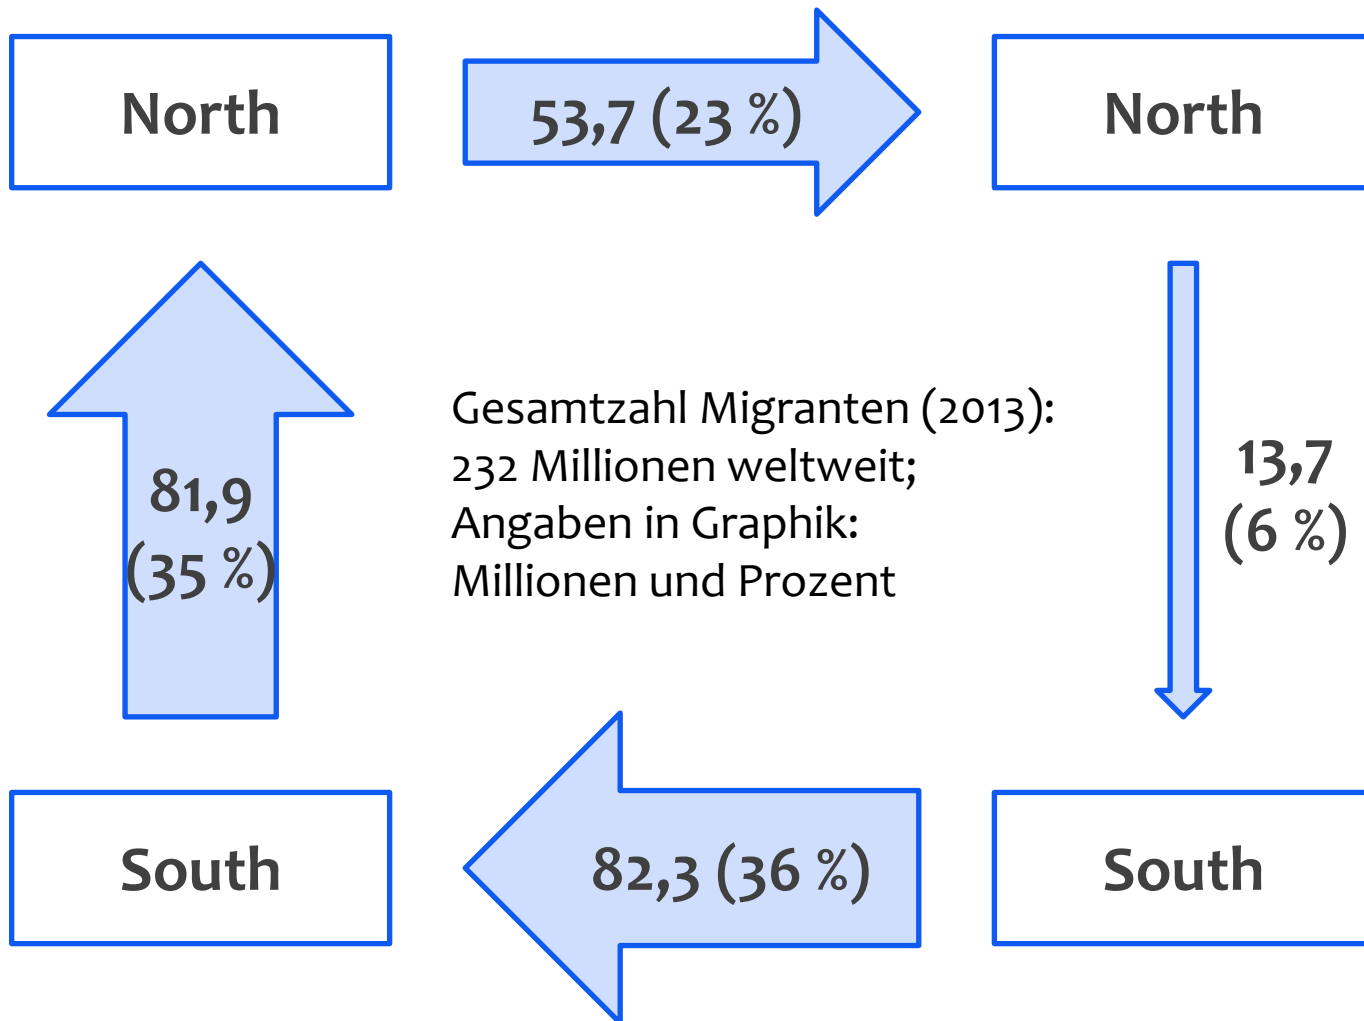 North
53,7 (23 %)
North
81,9
(35 %)
Gesamtzahl Migranten (2013):
232 Millionen weltweit;
Angaben in Graphik:
Millionen und Prozent
13,7
(6 %)
South
82,3 (36 %)
South